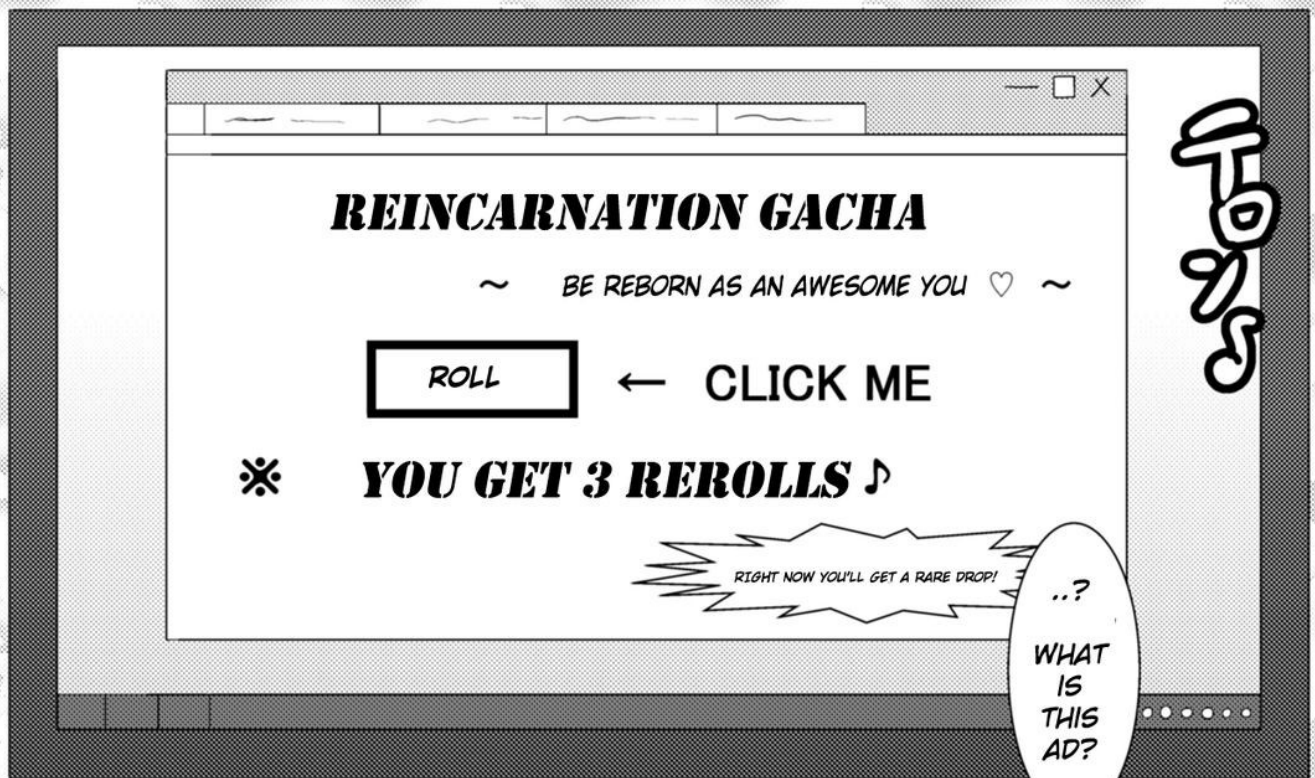 REINCARNATION GACHA
~ BE REBORN AS AN AWESOME YOU ♡ ~
ROLL ← CLICK ME
※ YOU GET 3 REROLLS ♪
RIGHT NOW YOU'LL GET A RARE DROP!
..?
WHAT
IS
THIS
AD?
テロン♪